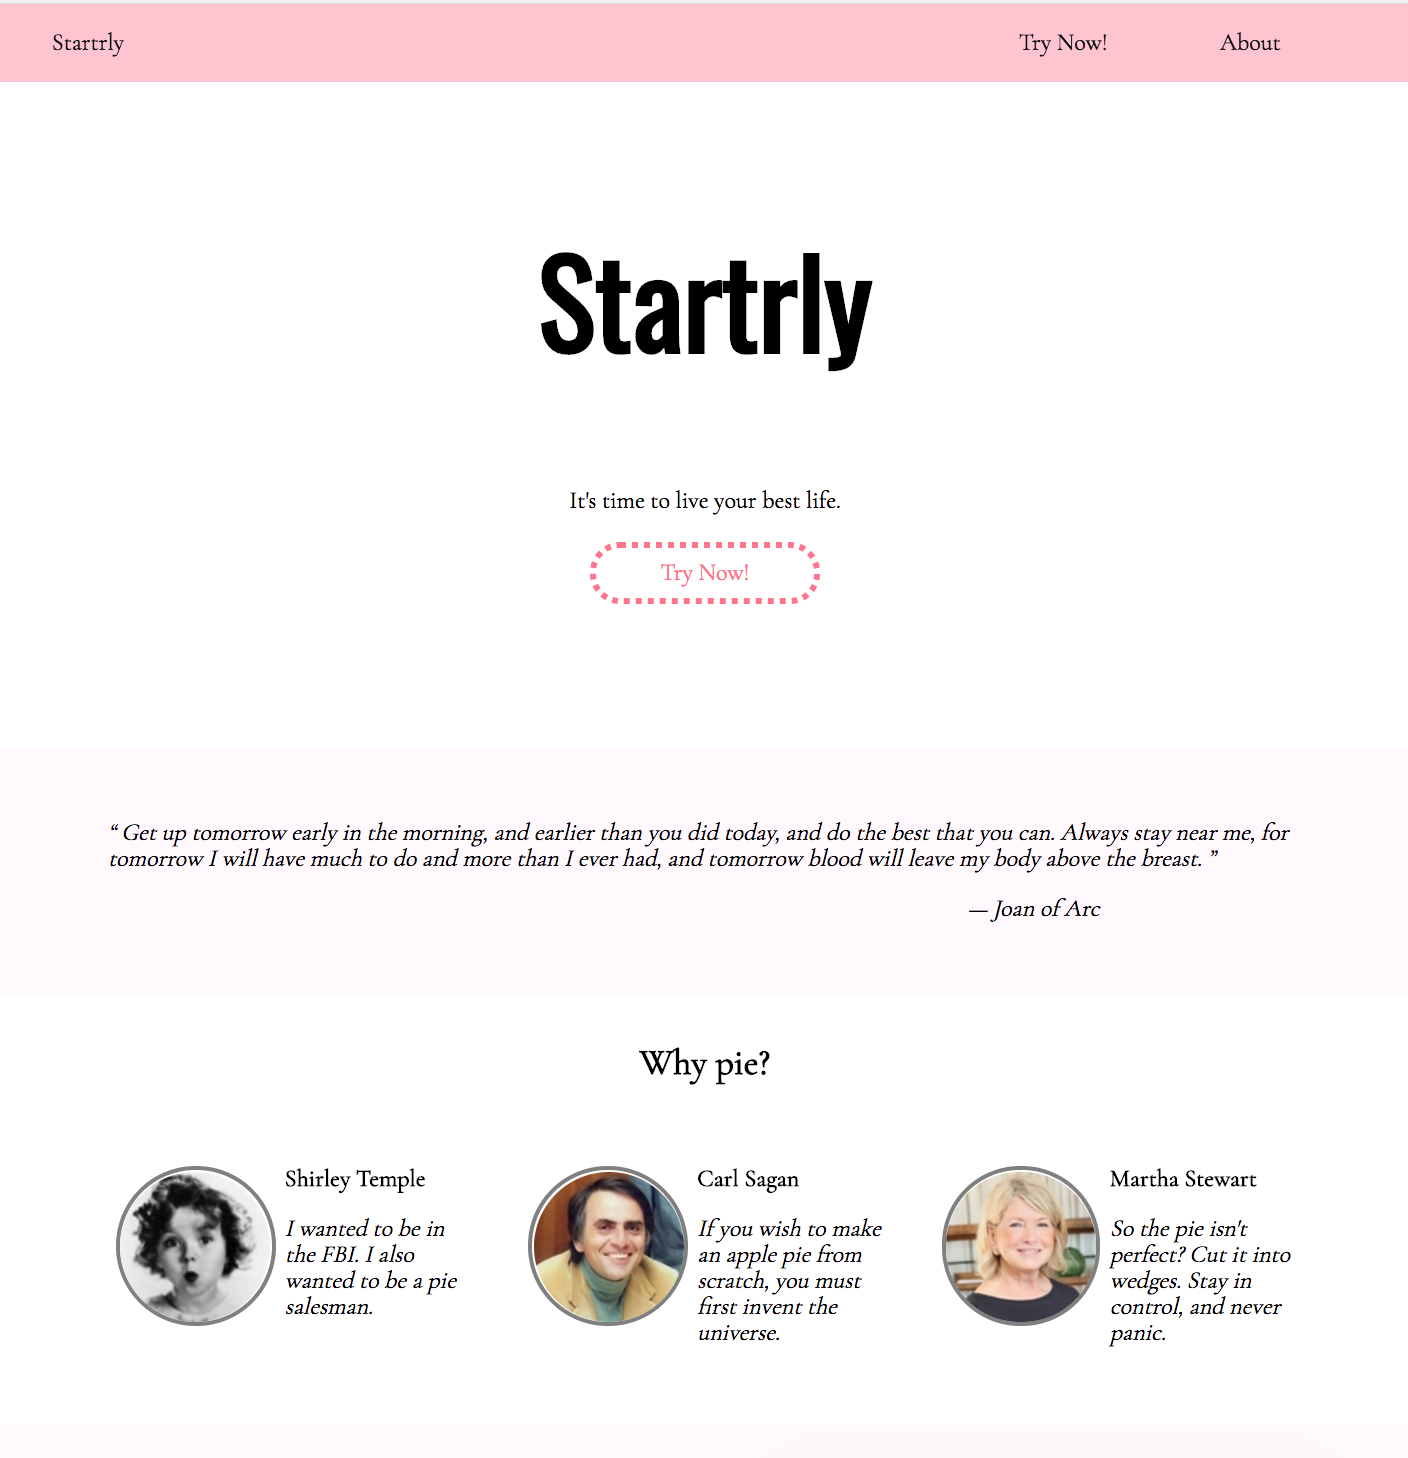 Startrly
Try Now!
About
Startrly
It's time to live your best life.
Try Now!
“ Get up tomorrow early in the morning, and earlier than you did today, and do the best that you can. Always stay near me, for
tomorrow I will have much to do and more than I ever had, and tomorrow blood will leave my body above the breast. ”
— Joan of Arc
Why pie?
Shirley Temple
I wanted to be in
the FBI. I also
wanted to be a pie
salesman.
Carl Sagan
If you wish to make
an apple pie from
scratch, you must
first invent the
universe.
Martha Stewart
So the pie isn't
perfect? Cut it into
wedges. Stay in
control, and never
panic.